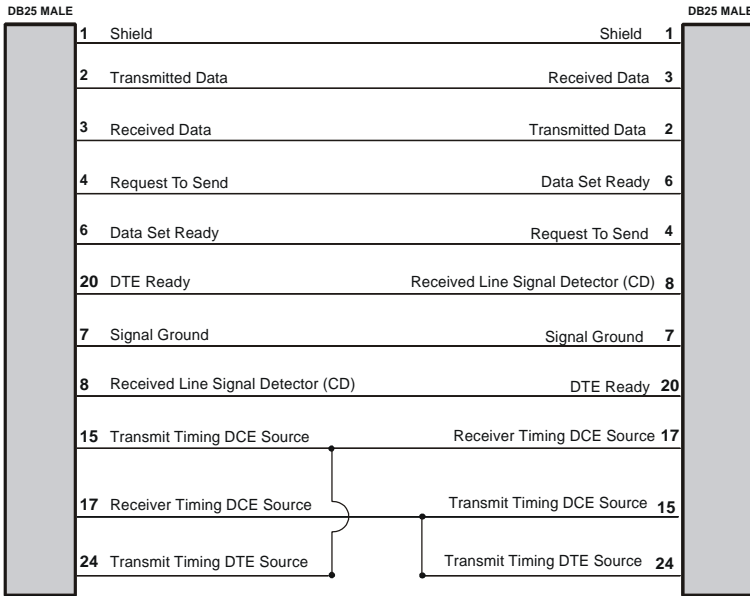 DB25 MALE DB25 MALE
1 Shield Shield 1
2 Transmitted Data Received Data 3
3 Received Data Transmitted Data 2
4 Request To Send Data Set Ready 6
6 Data Set Ready Request To Send 4
20 DTE Ready Received Line Signal Detector (CD) 8
7 Signal Ground Signal Ground 7
8 Received Line Signal Detector (CD) DTE Ready 20
15 Transmit Timing DCE Source Receiver Timing DCE Source 17
17 Receiver Timing DCE Source Transmit Timing DCE Source 15
24 Transmit Timing DTE Source Transmit Timing DTE Source 24